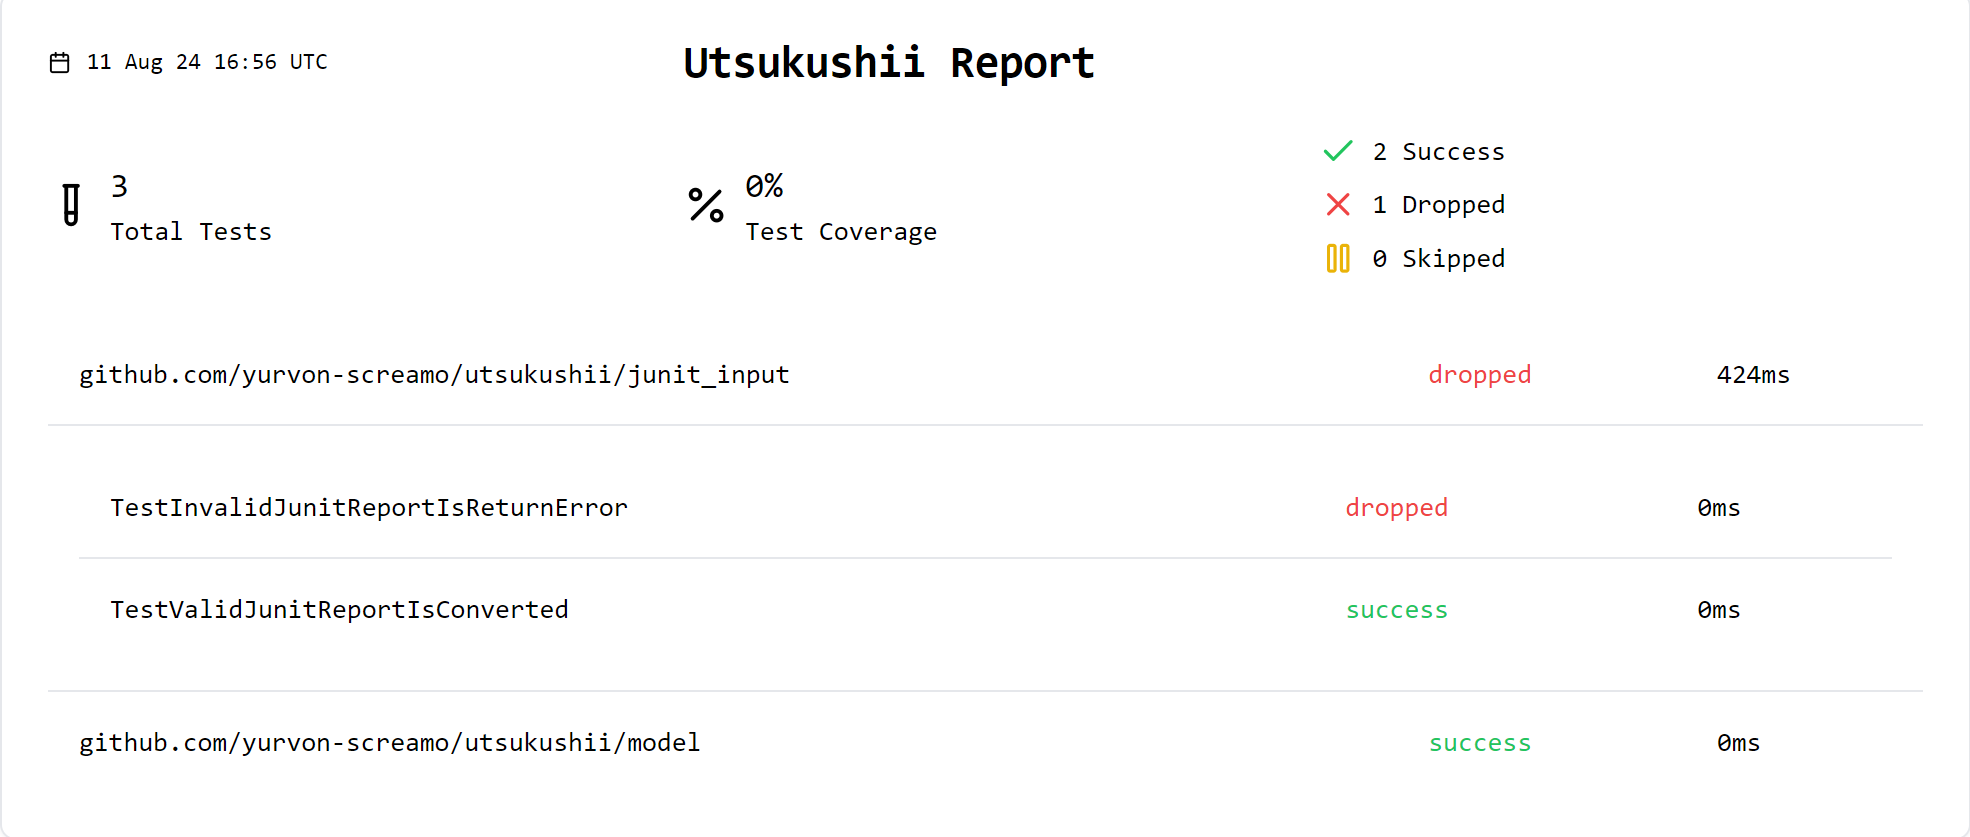 11 Aug 24 16:56 UTC
Utsukushii Report
3
Total Tests
0%
Test Coverage
2 Success
1 Dropped
0 Skipped
github.com/yurvon-screamo/utsukushii/junit_input dropped 424ms
TestInvalidJunitReportIsReturnError dropped 0ms
TestValidJunitReportIsConverted success 0ms
github.com/yurvon-screamo/utsukushii/model success 0ms